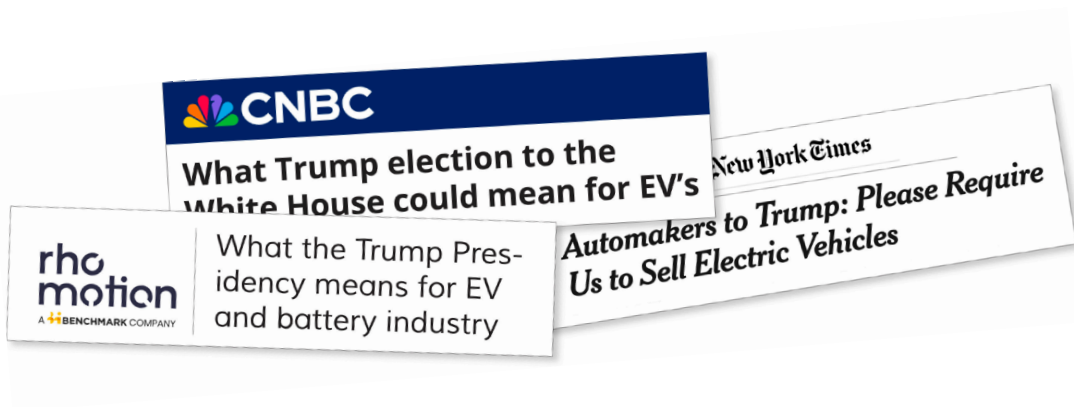 CNBC
What Trump election to the
White House could mean for EV's
New York Times
Automakers to Trump: Please Require
Us to Sell Electric Vehicles
rho
motion
A BENCHMARK COMPANY
What the Trump Pres-
idency means for EV
and battery industry